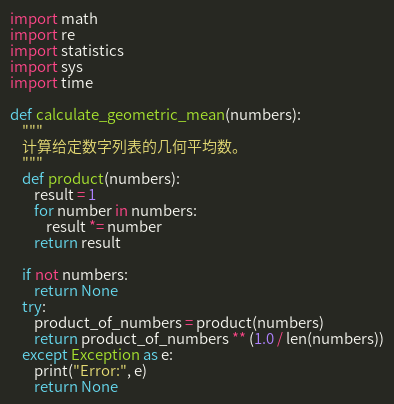 import math
import re
import statistics
import sys
import time

def calculate_geometric_mean(numbers):
    """
    计算给定数字列表的几何平均数。
    """
    def product(numbers):
        result = 1
        for number in numbers:
            result *= number
        return result

    if not numbers:
        return None
    try:
        product_of_numbers = product(numbers)
        return product_of_numbers ** (1.0 / len(numbers))
    except Exception as e:
        print("Error:", e)
        return None